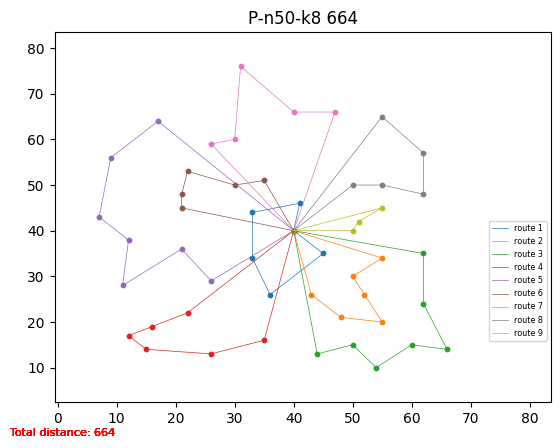 P-n50-k8 664
80
70
60
50
40
30
20
10
0 10 20 30 40 50 60 70 80
route 1
route 2
route 3
route 4
route 5
route 6
route 7
route 8
route 9
Total distance: 664